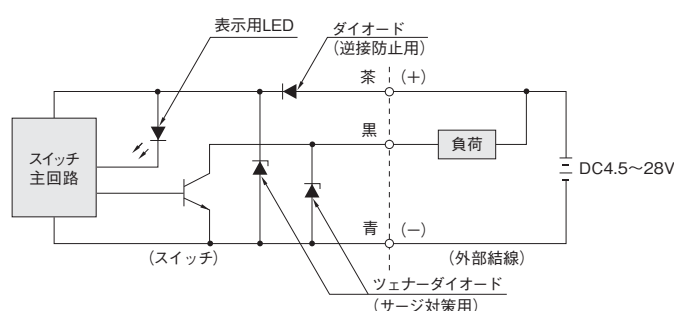 表示用LED
ダイオード
(逆接防止用)
茶 (+)
黒
負荷
スイッチ
主回路
DC4.5〜28V
青 (−)
(スイッチ)
(外部結線)
ツェナーダイオード
(サージ対策用)